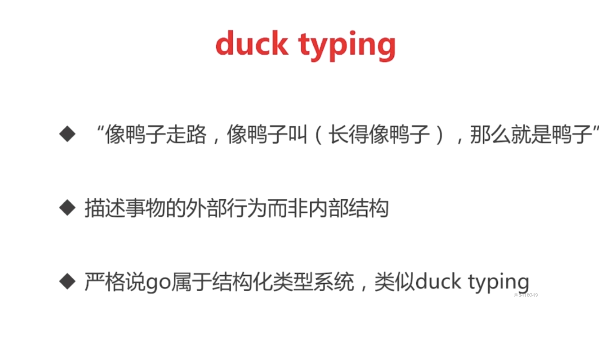 duck typing
◆ “像鸭子走路，像鸭子叫（长得像鸭子），那么就是鸭子”
◆ 描述事物的外部行为而非内部结构
◆ 严格说go属于结构化类型系统，类似duck typing